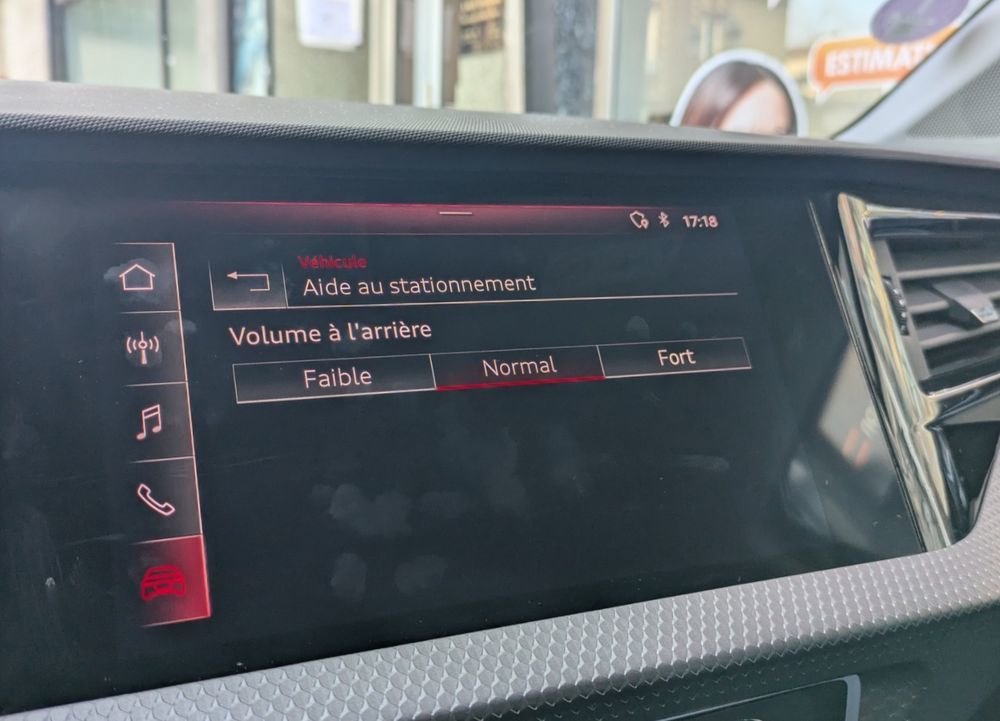 ESTIMAT
17:18
Véhicule
Aide au stationnement
Volume à l'arrière
Faible
Normal
Fort